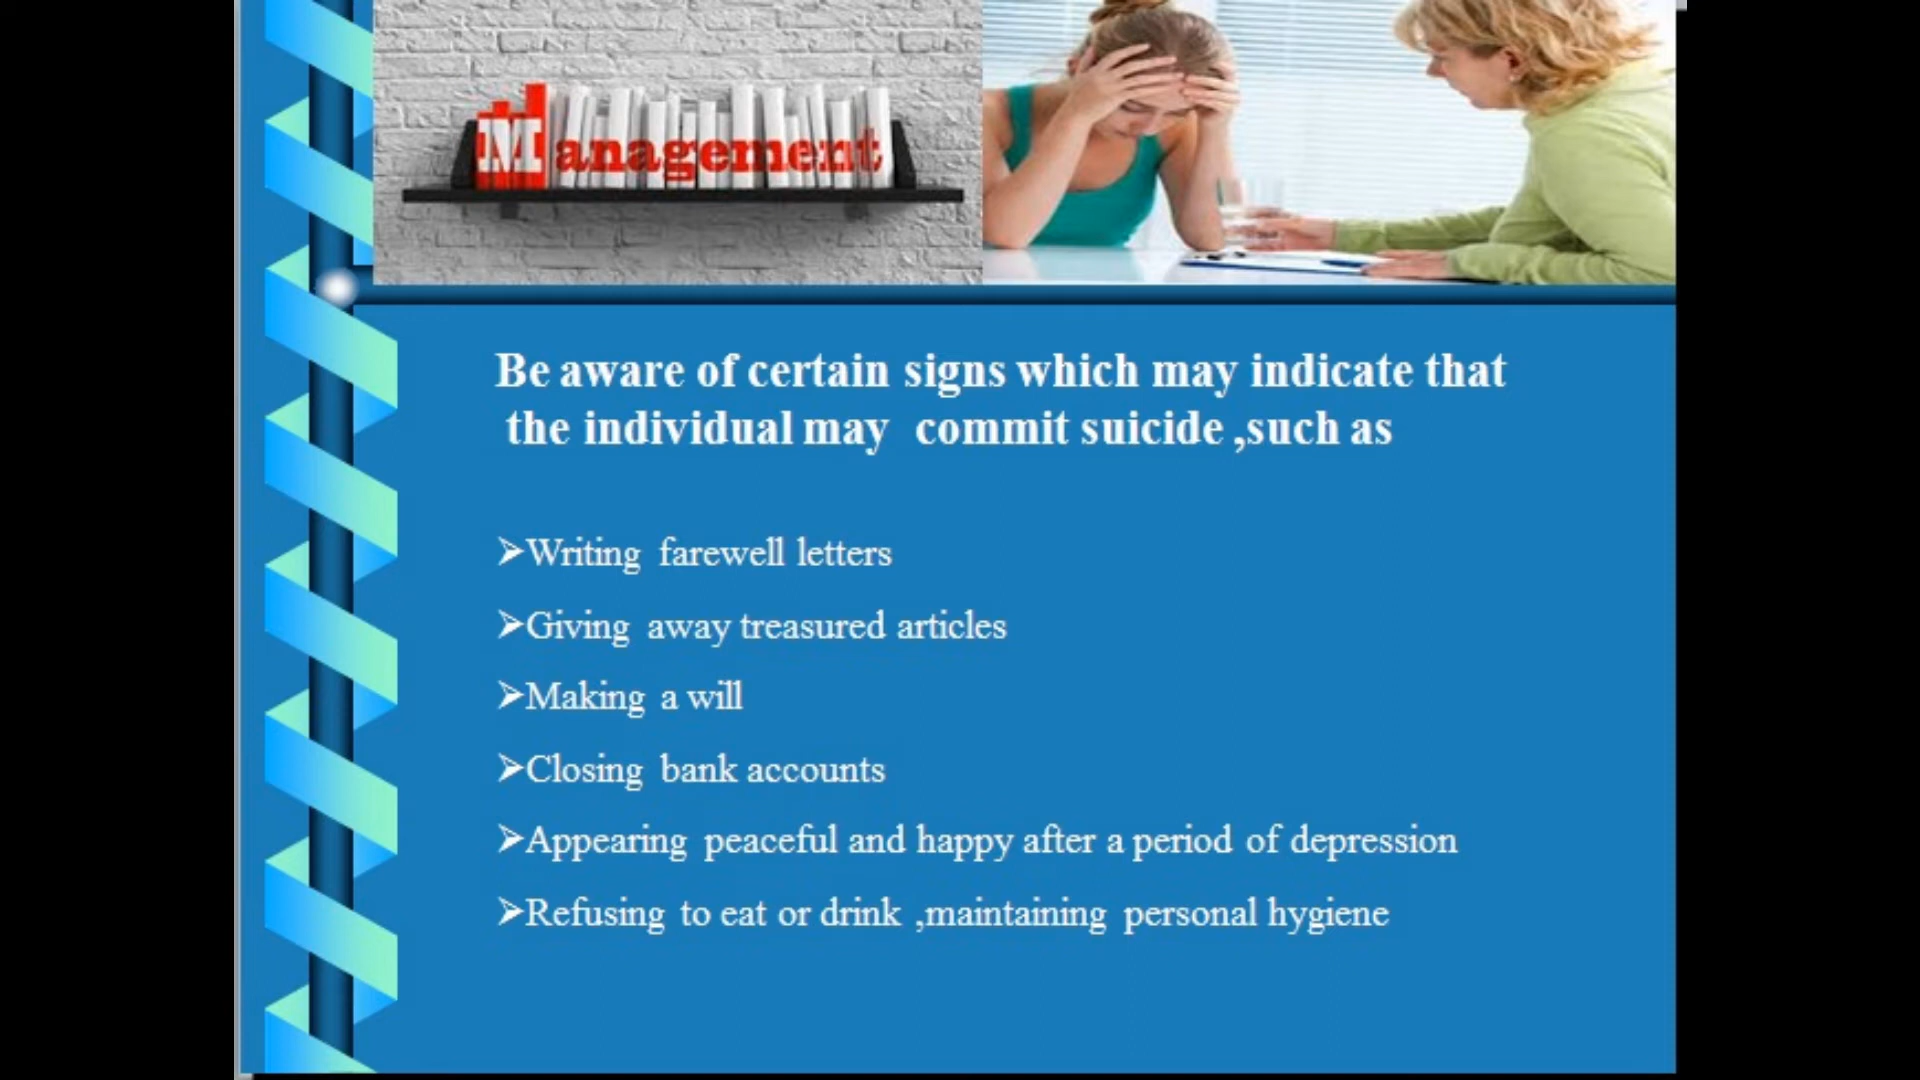 Management
Be aware of certain signs which may indicate that
the individual may commit suicide ,such as
➢Writing farewell letters
➢Giving away treasured articles
➢Making a will
➢Closing bank accounts
➢Appearing peaceful and happy after a period of depression
➢Refusing to eat or drink ,maintaining personal hygiene